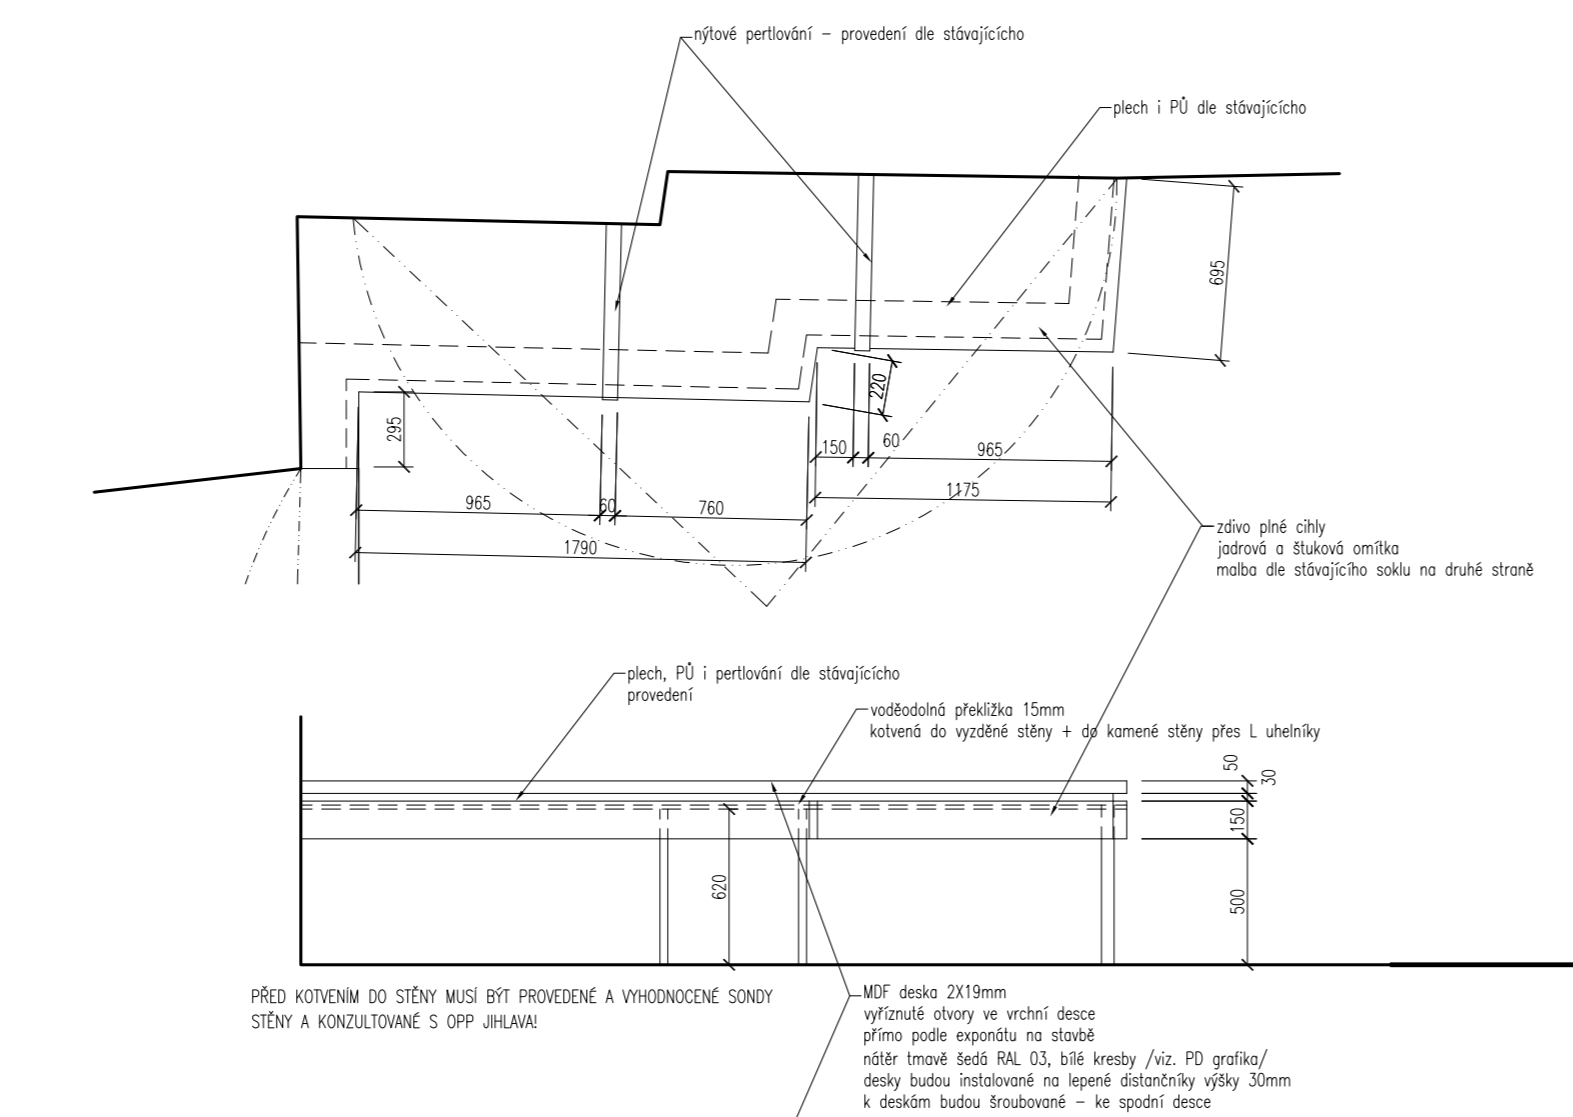 nýtové pertlování – provedení dle stávajícícho
plech i PŮ dle stávajícícho
695
220
295
150
60
965
1175
965
60
760
1790
zdivo plné cihly
jadrová a štuková omítka
malba dle stávajícího soklu na druhé straně
plech, PŮ i pertlování dle stávajícícho
provedení
voděodolná překližka 15mm
kotvená do vyzděné stěny + do kamené stěny přes L uhelníky
50
30
150
620
500
PŘED KOTVENÍM DO STĚNY MUSÍ BÝT PROVEDENÉ A VYHODNOCENÉ SONDY
STĚNY A KONZULTOVANÉ S OPP JIHLAVA!
MDF deska 2X19mm
vyříznuté otvory ve vrchní desce
přímo podle exponátu na stavbě
nátěr tmavě šedá RAL 03, bílé kresby /viz. PD grafika/
desky budou instalované na lepené distančníky výšky 30mm
k deskám budou šroubované – ke spodní desce